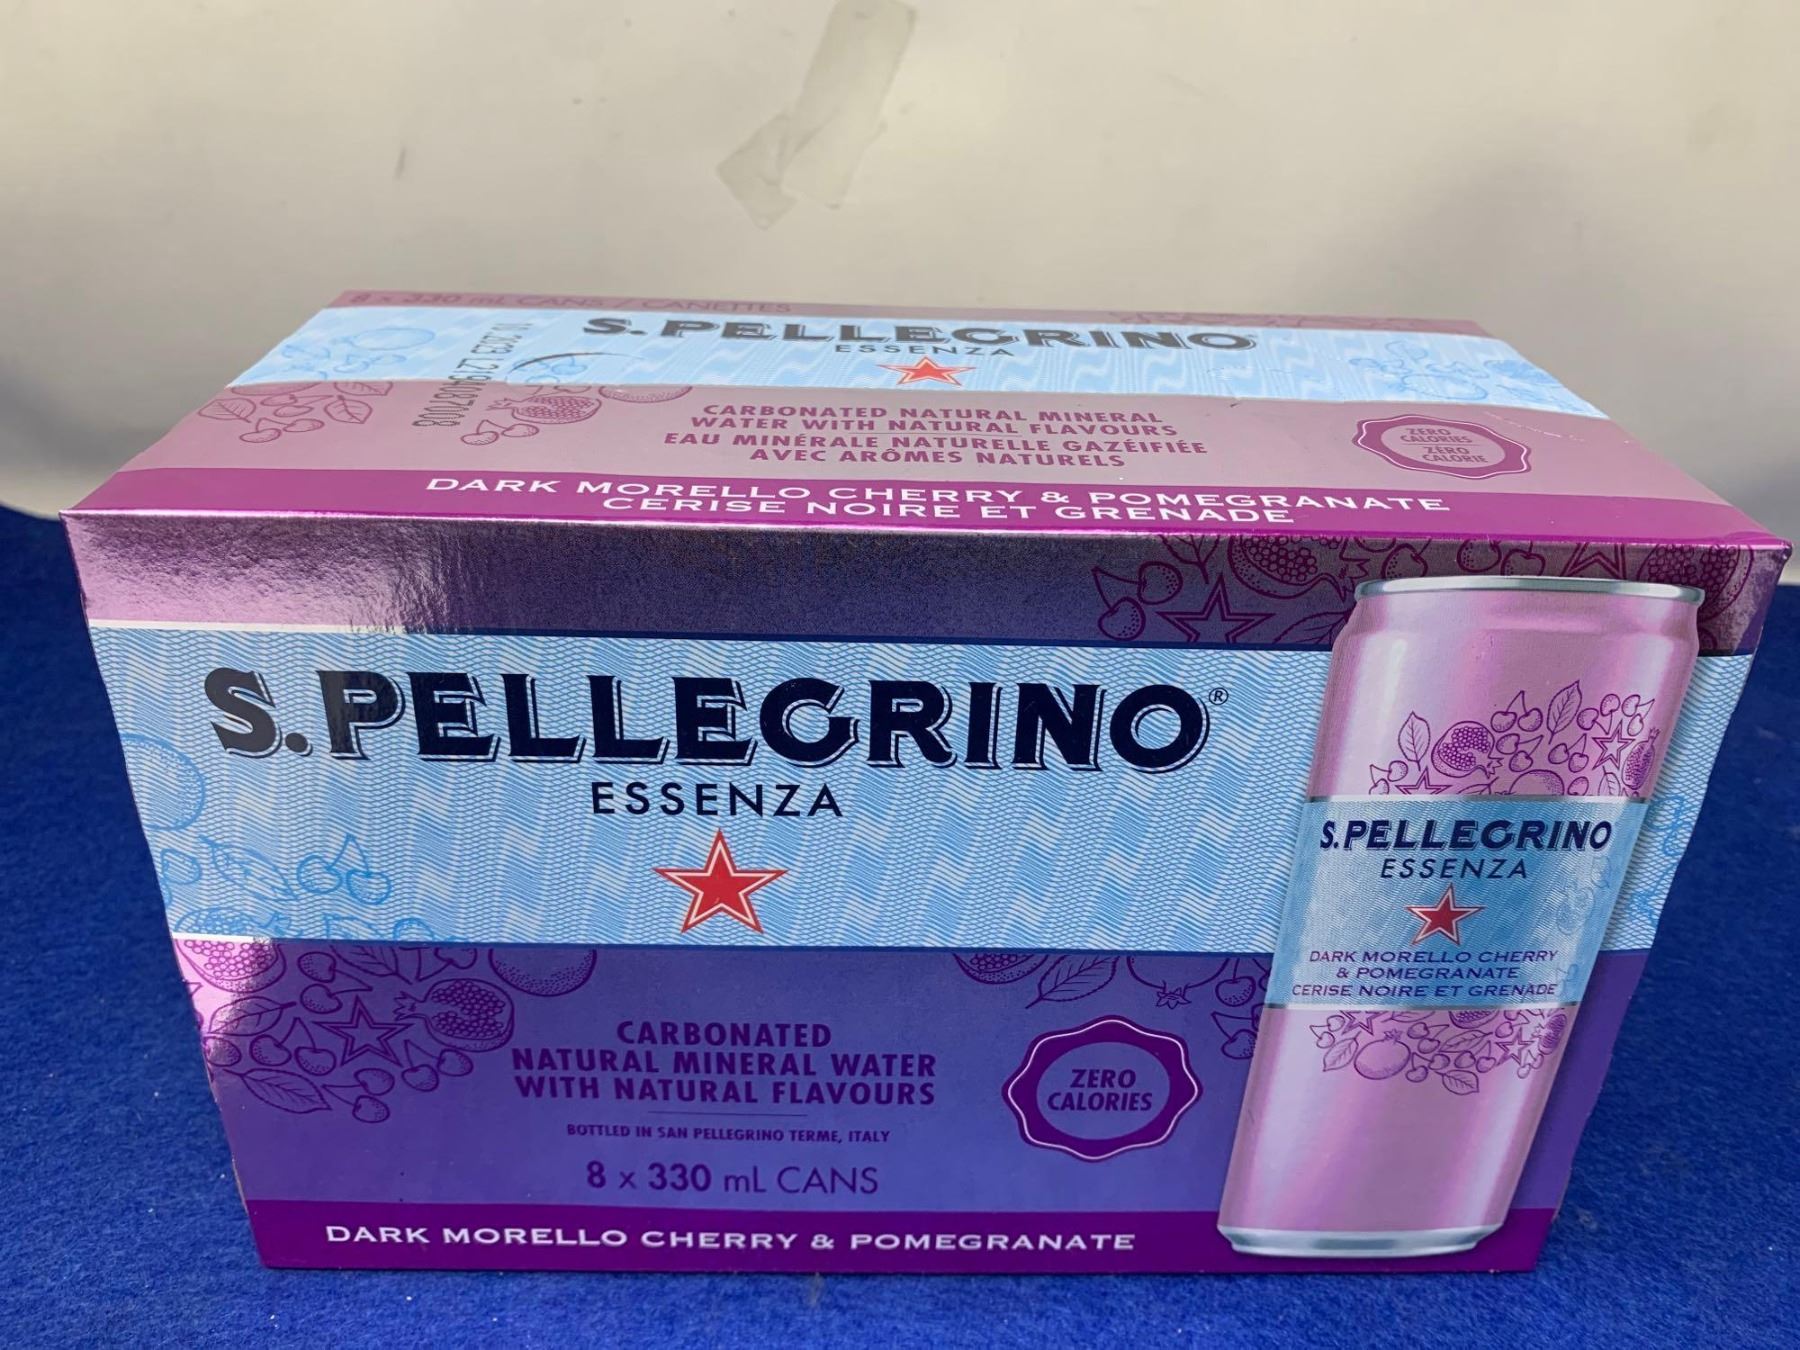 8 x 330 mL CANS / CANETTES
S.PELLEGRINO
ESSENZA
CARBONATED NATURAL MINERAL
WATER WITH NATURAL FLAVOURS
EAU MINÉRALE NATURELLE GAZÉIFIÉE
AVEC ARÔMES NATURELS
ZERO
CALORIES
ZÉRO
CALORIE
DARK MORELLO CHERRY & POMEGRANATE
CERISE NOIRE ET GRENADE
S.PELLEGRINO®
ESSENZA
CARBONATED
NATURAL MINERAL WATER
WITH NATURAL FLAVOURS
BOTTLED IN SAN PELLEGRINO TERME, ITALY
8 x 330 mL CANS
ZERO
CALORIES
DARK MORELLO CHERRY & POMEGRANATE
S.PELLEGRINO
ESSENZA
DARK MORELLO CHERRY
& POMEGRANATE
CERISE NOIRE ET GRENADE